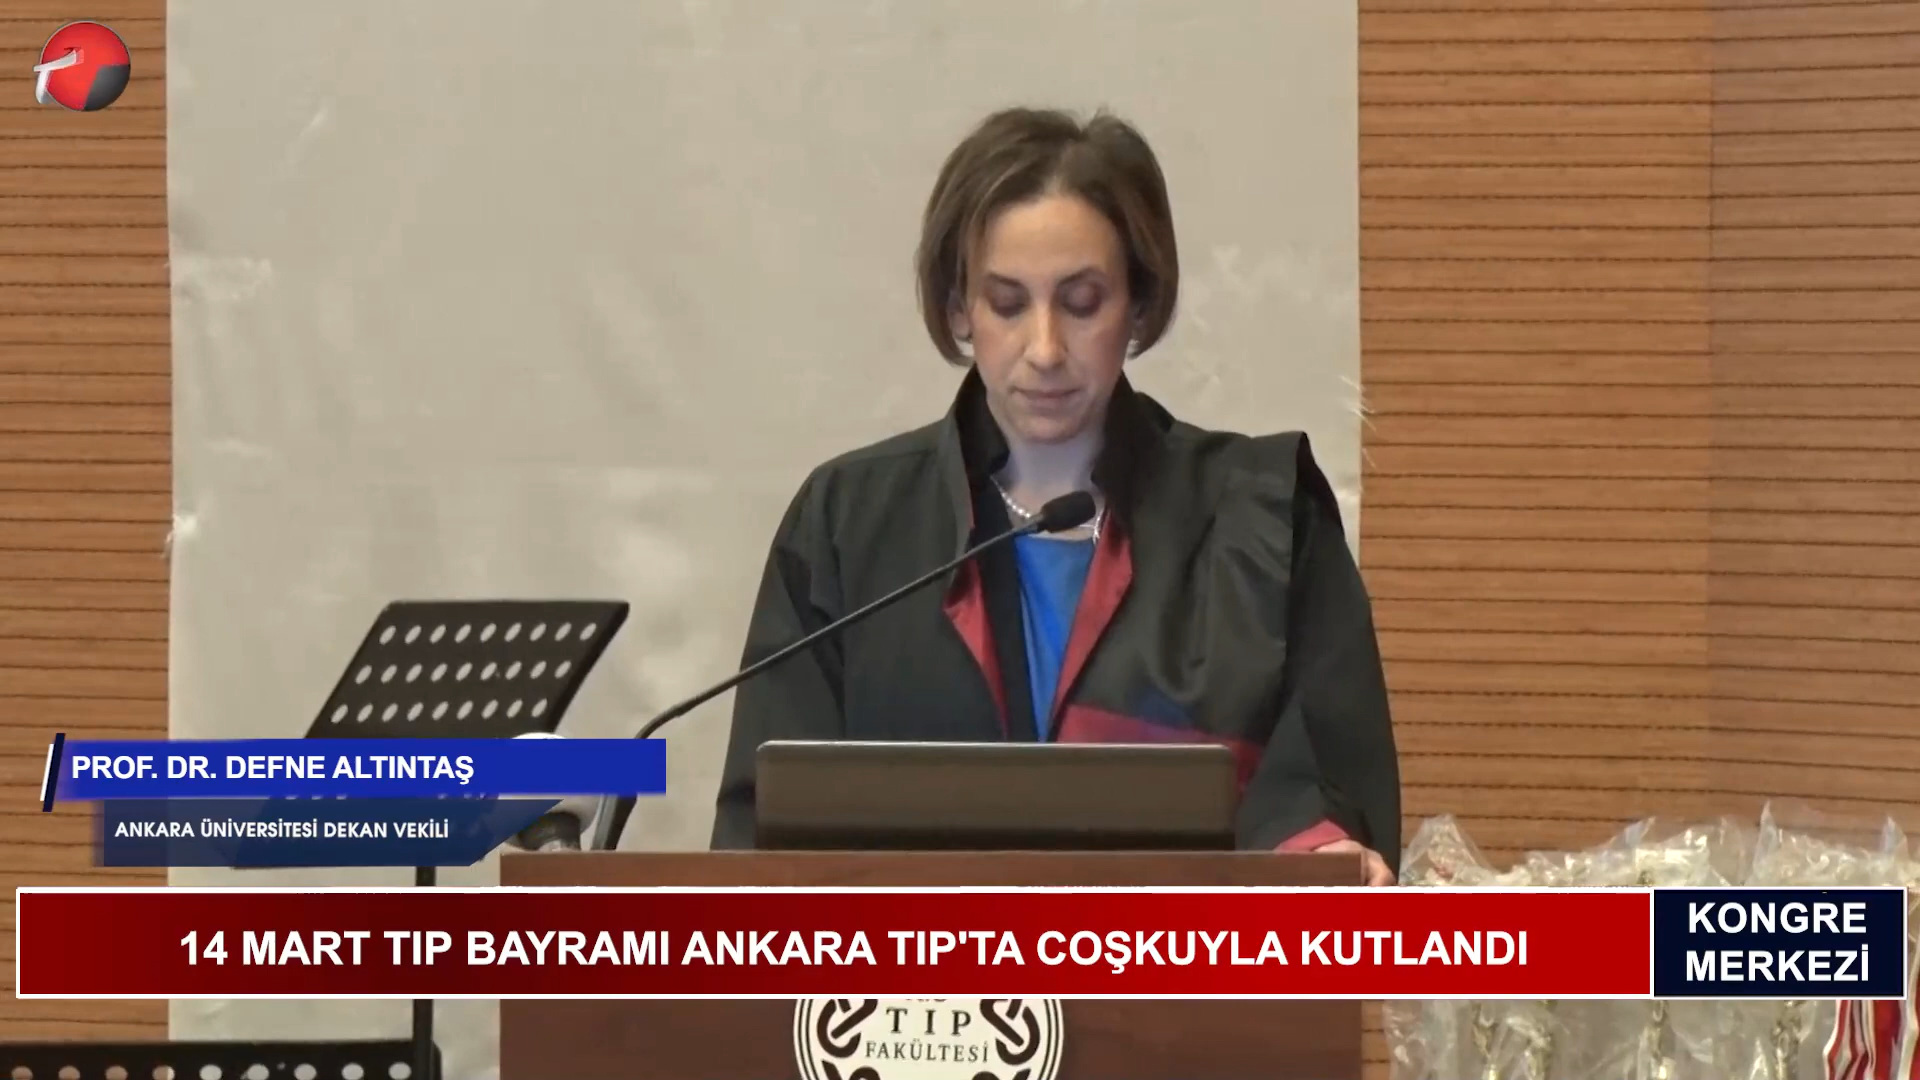 PROF. DR. DEFNE ALTINTAŞ
ANKARA ÜNİVERSİTESİ DEKAN VEKİLİ
14 MART TIP BAYRAMI ANKARA TIP'TA COŞKUYLA KUTLANDI
KONGRE
MERKEZİ
TIP
FAKÜLTESİ